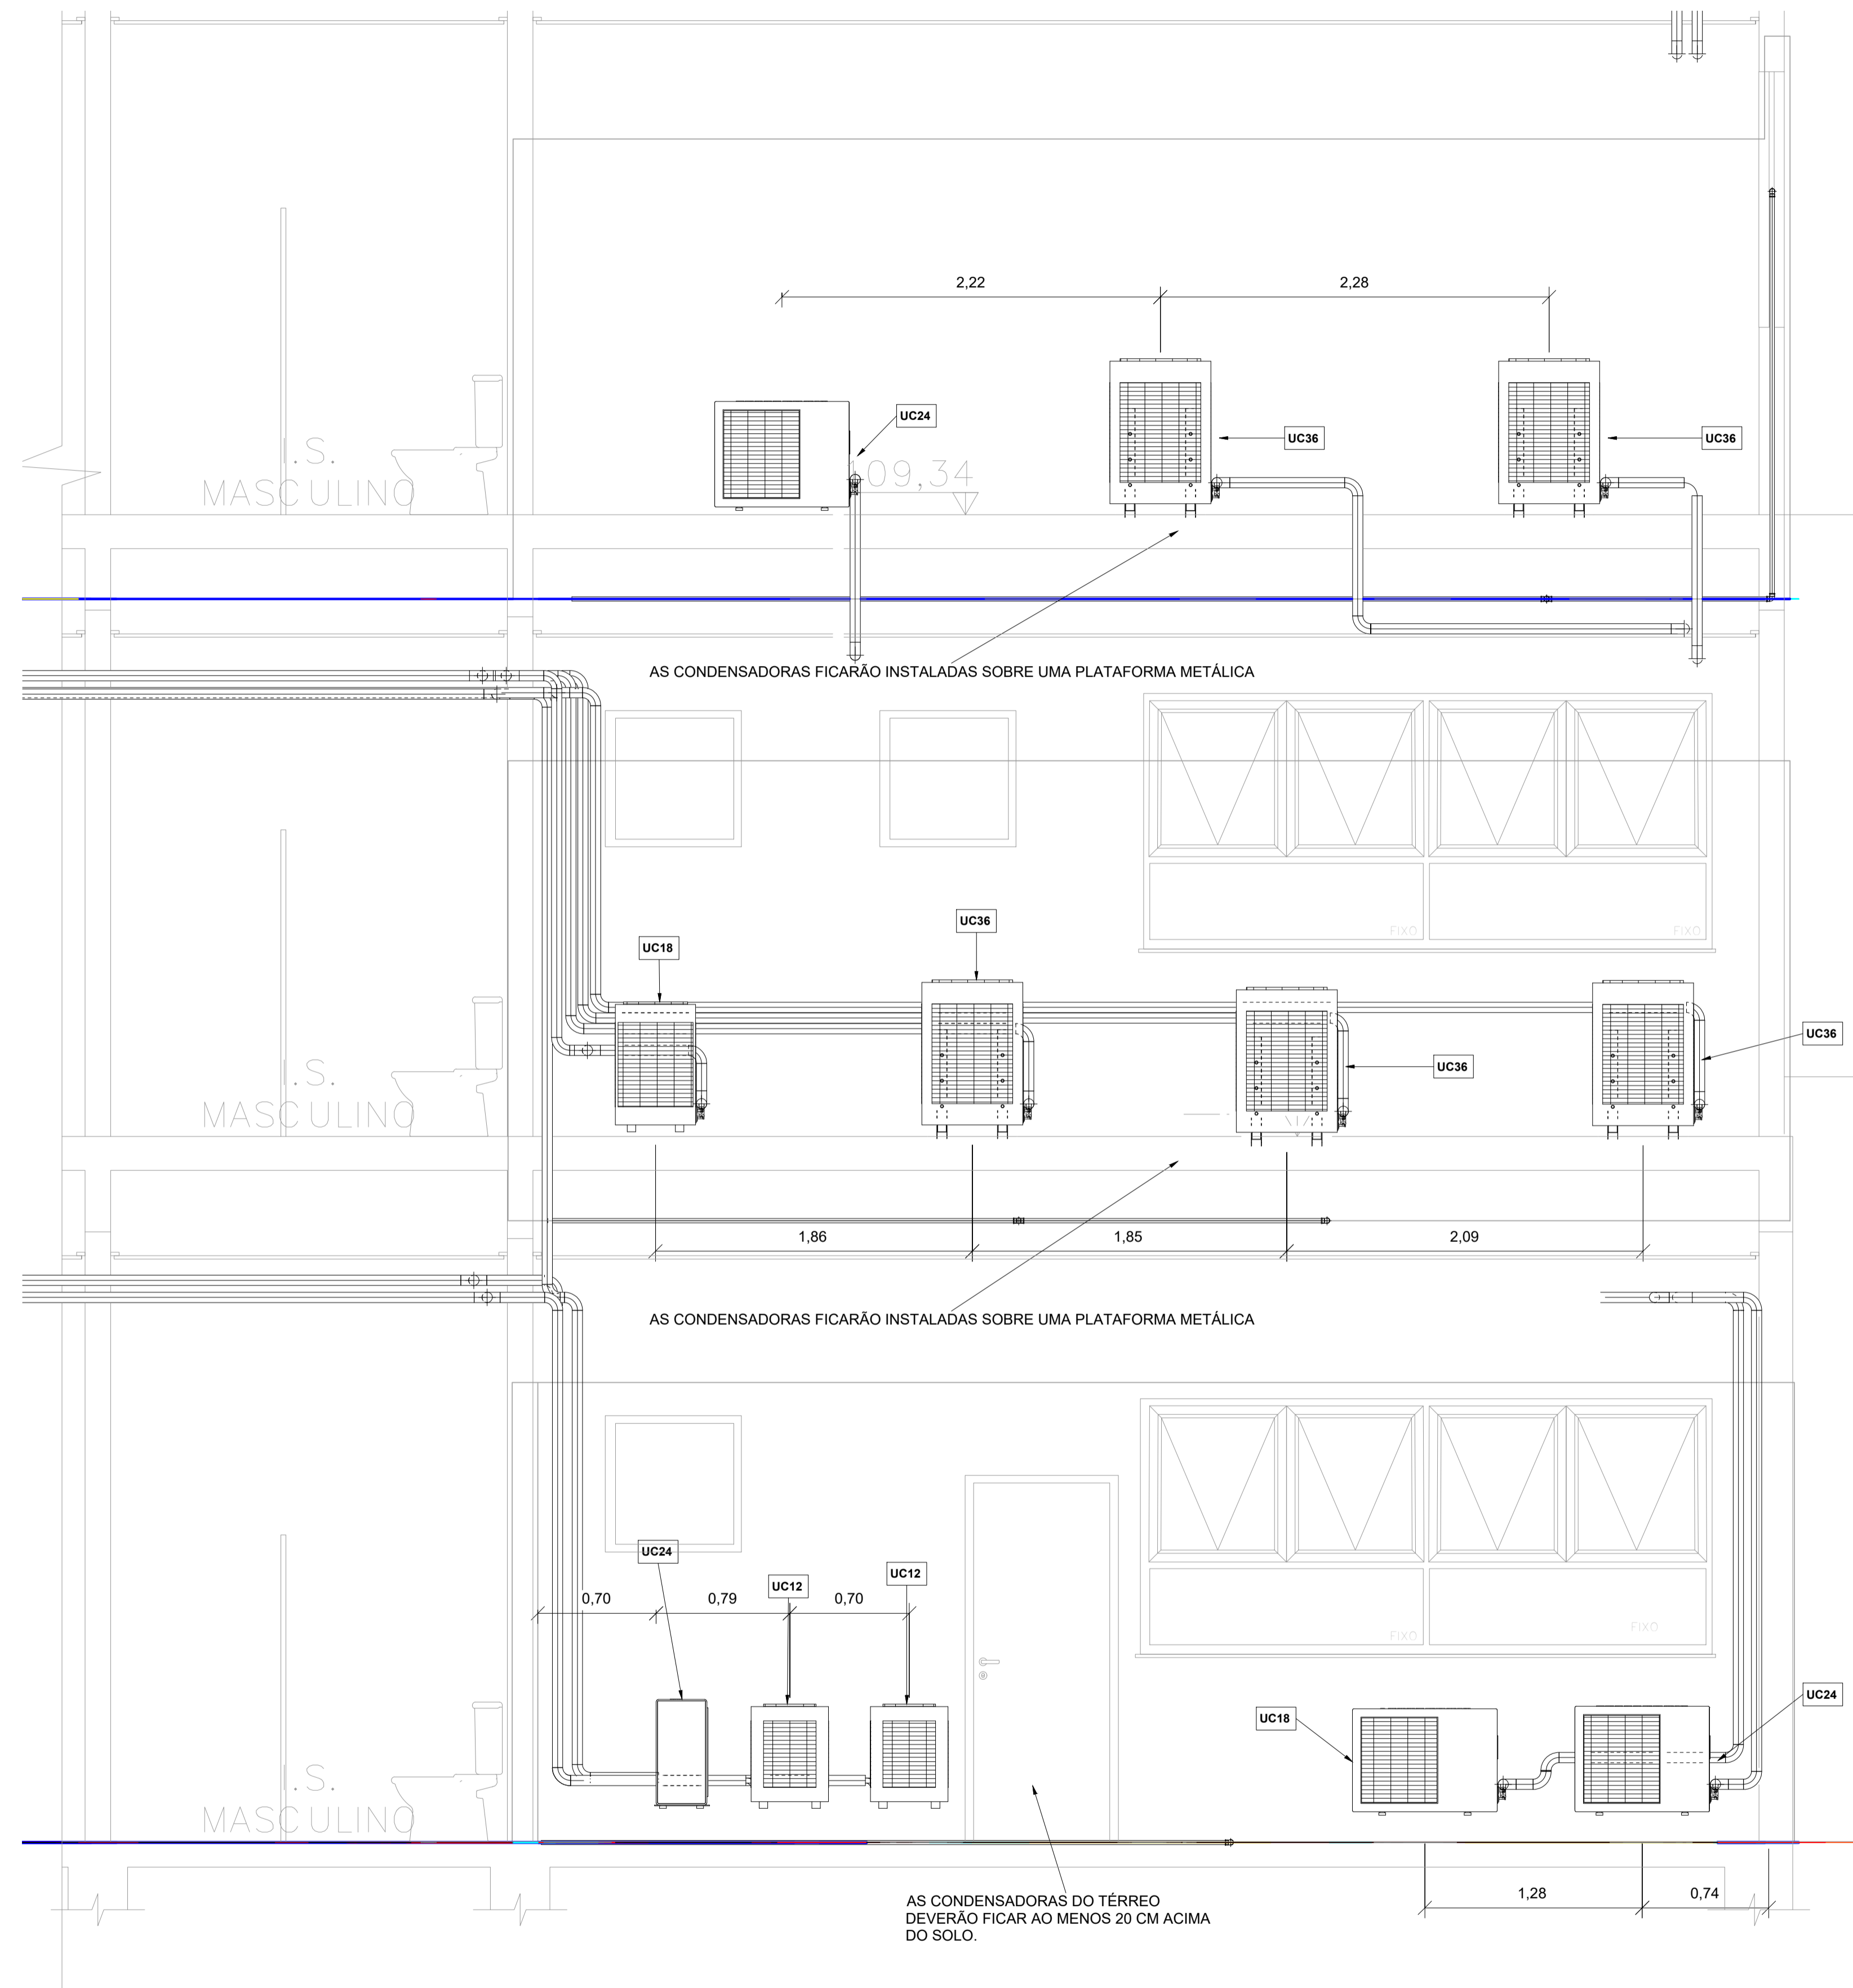 2,22
2,28
UC24
UC36
UC36
I.S.
MASCULINO
109,34
AS CONDENSADORAS FICARÃO INSTALADAS SOBRE UMA PLATAFORMA METÁLICA
FIXO
FIXO
UC18
UC36
UC36
UC36
I.S.
MASCULINO
1,86
1,85
2,09
AS CONDENSADORAS FICARÃO INSTALADAS SOBRE UMA PLATAFORMA METÁLICA
UC24
UC12
UC12
0,70
0,79
0,70
FIXO
FIXO
UC18
UC24
I.S.
MASCULINO
1,28
0,74
AS CONDENSADORAS DO TÉRREO
DEVERÃO FICAR AO MENOS 20 CM ACIMA
DO SOLO.